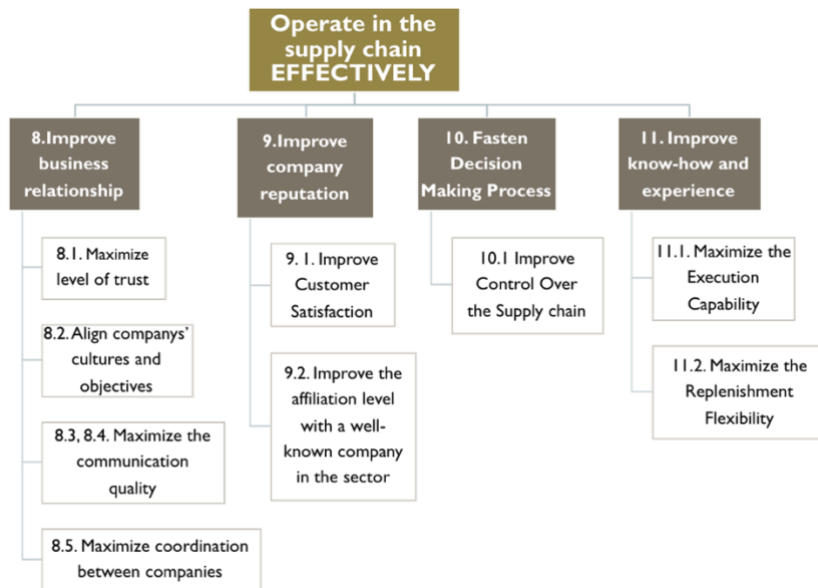 Operate in the
supply chain
EFFECTIVELY
8.Improve
business
relationship
8.1. Maximize
level of trust
8.2. Align companys'
cultures and
objectives
8.3, 8.4. Maximize the
communication
quality
8.5. Maximize coordination
between companies
9.Improve
company
reputation
9. 1. Improve
Customer
Satisfaction
9.2. Improve the
affiliation level
with a well-
known company
in the sector
10. Fasten
Decision
Making Process
10.1 Improve
Control Over
the Supply chain
11. Improve
know-how and
experience
11.1. Maximize the
Execution
Capability
11.2. Maximize the
Replenishment
Flexibility